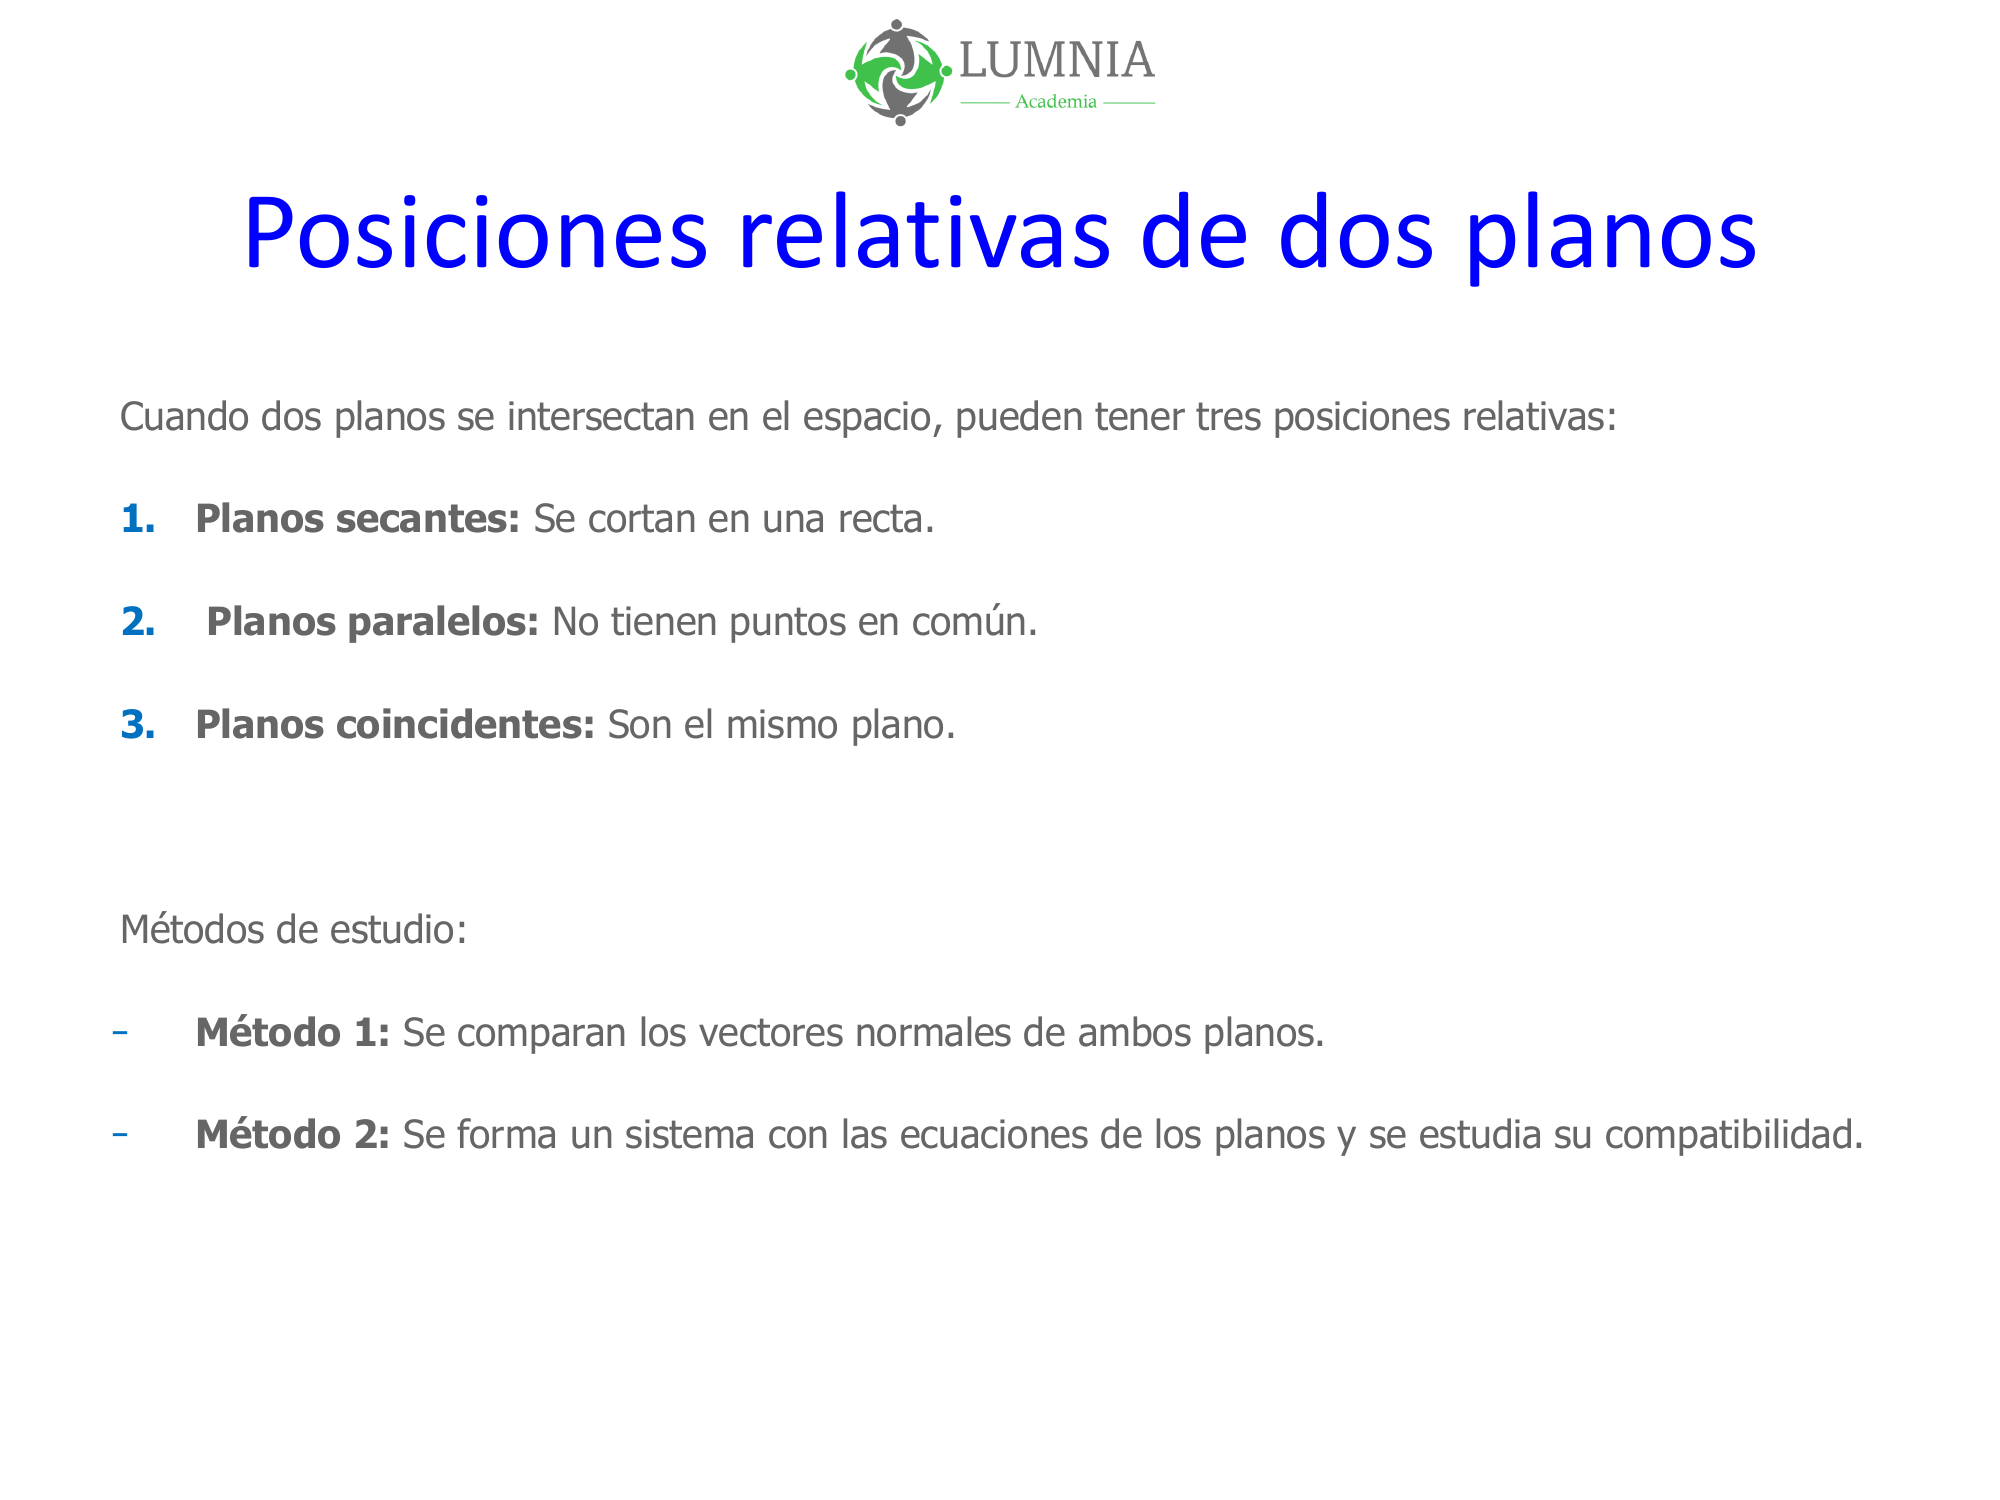 LUMNIA
Academia
Posiciones relativas de dos planos
Cuando dos planos se intersectan en el espacio, pueden tener tres posiciones relativas:
1. Planos secantes: Se cortan en una recta.
2. Planos paralelos: No tienen puntos en común.
3. Planos coincidentes: Son el mismo plano.
Métodos de estudio:
- Método 1: Se comparan los vectores normales de ambos planos.
- Método 2: Se forma un sistema con las ecuaciones de los planos y se estudia su compatibilidad.